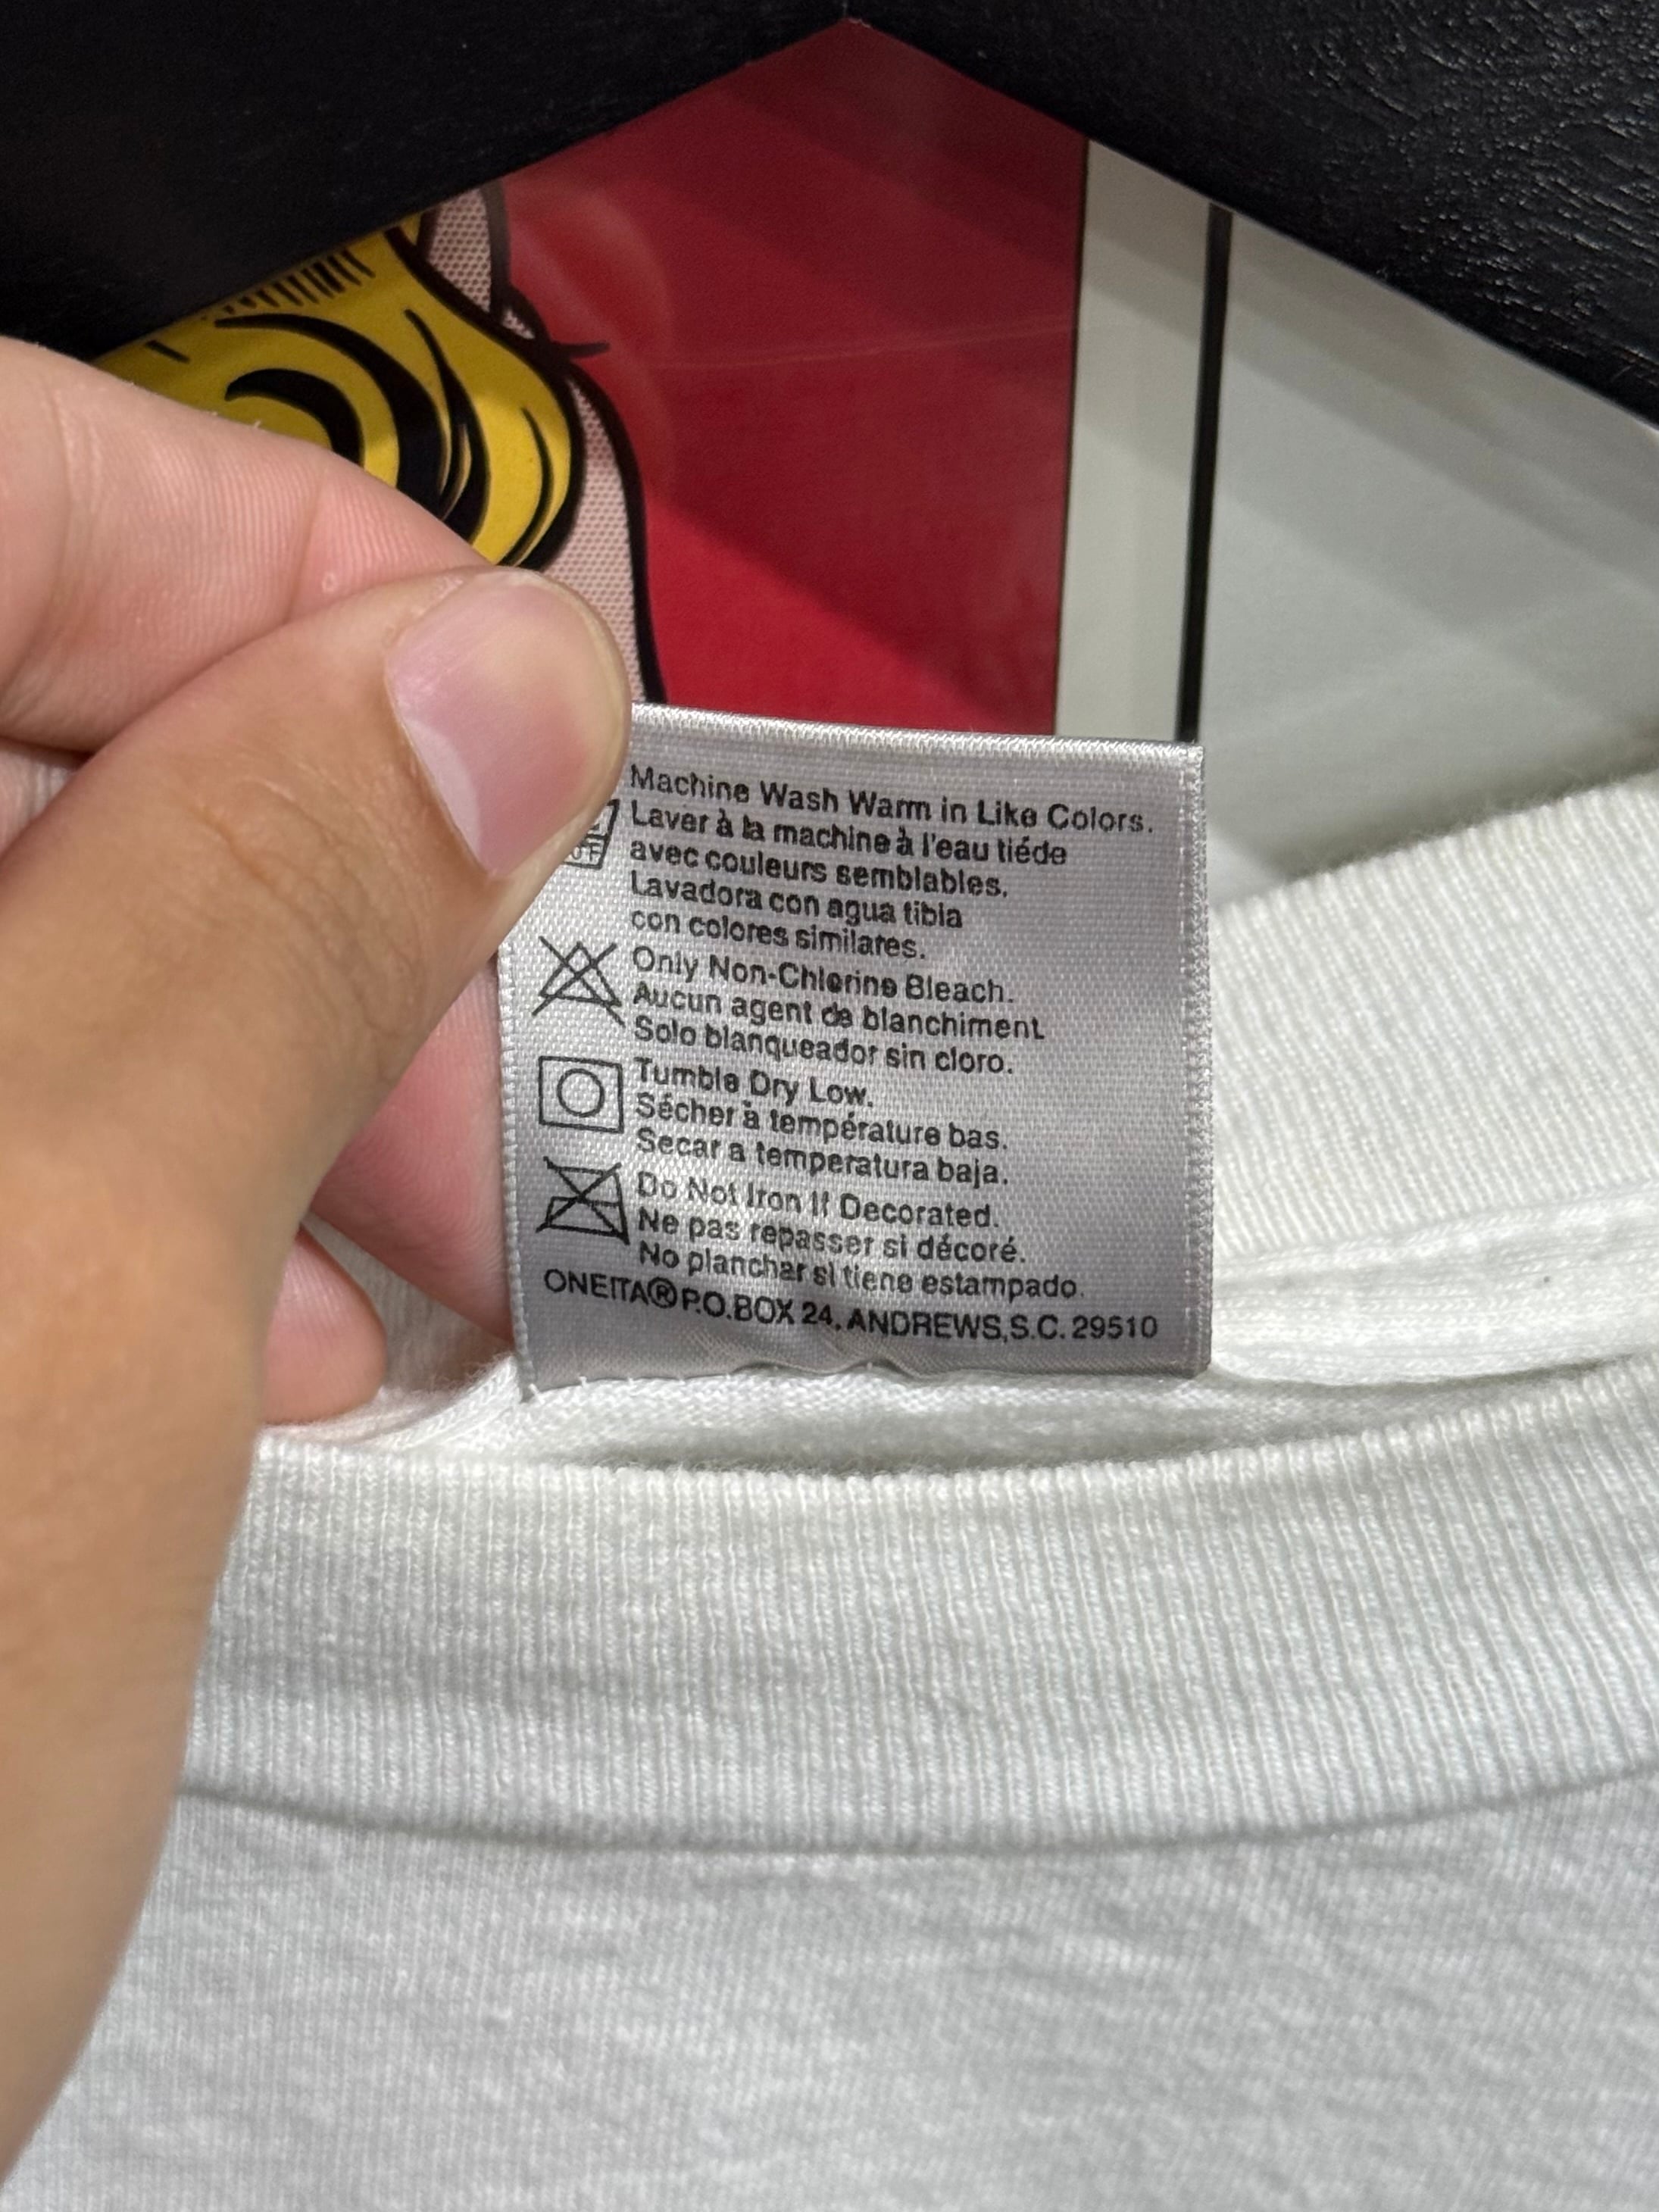 Machine Wash Warm in Like Colors.
Laver à la machine à l'eau tiéde
avec couleurs semblables.
Lavadora con agua tibia
con colores similares.
Only Non-Chlorine Bleach.
Aucun agent de blanchiment.
Solo blanqueador sin cloro.
Tumble Dry Low.
Sécher à température bas.
Secar a temperatura baja.
Do Not Iron If Decorated.
Ne pas repasser si décoré.
No planchar si tiene estampado.
ONEITA® P.O.BOX 24, ANDREWS,S.C. 29510